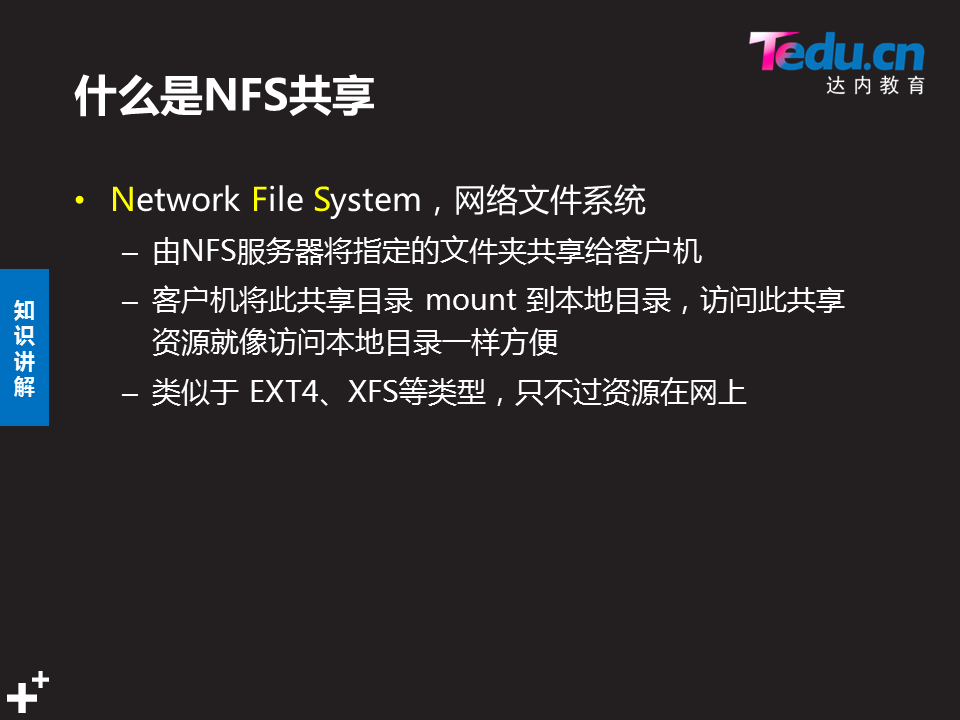 Tedu.cn
达内教育
什么是NFS共享
• Network File System，网络文件系统
– 由NFS服务器将指定的文件夹共享给客户机
– 客户机将此共享目录 mount 到本地目录，访问此共享
资源就像访问本地目录一样方便
– 类似于 EXT4、XFS等类型，只不过资源在网上
知识讲解